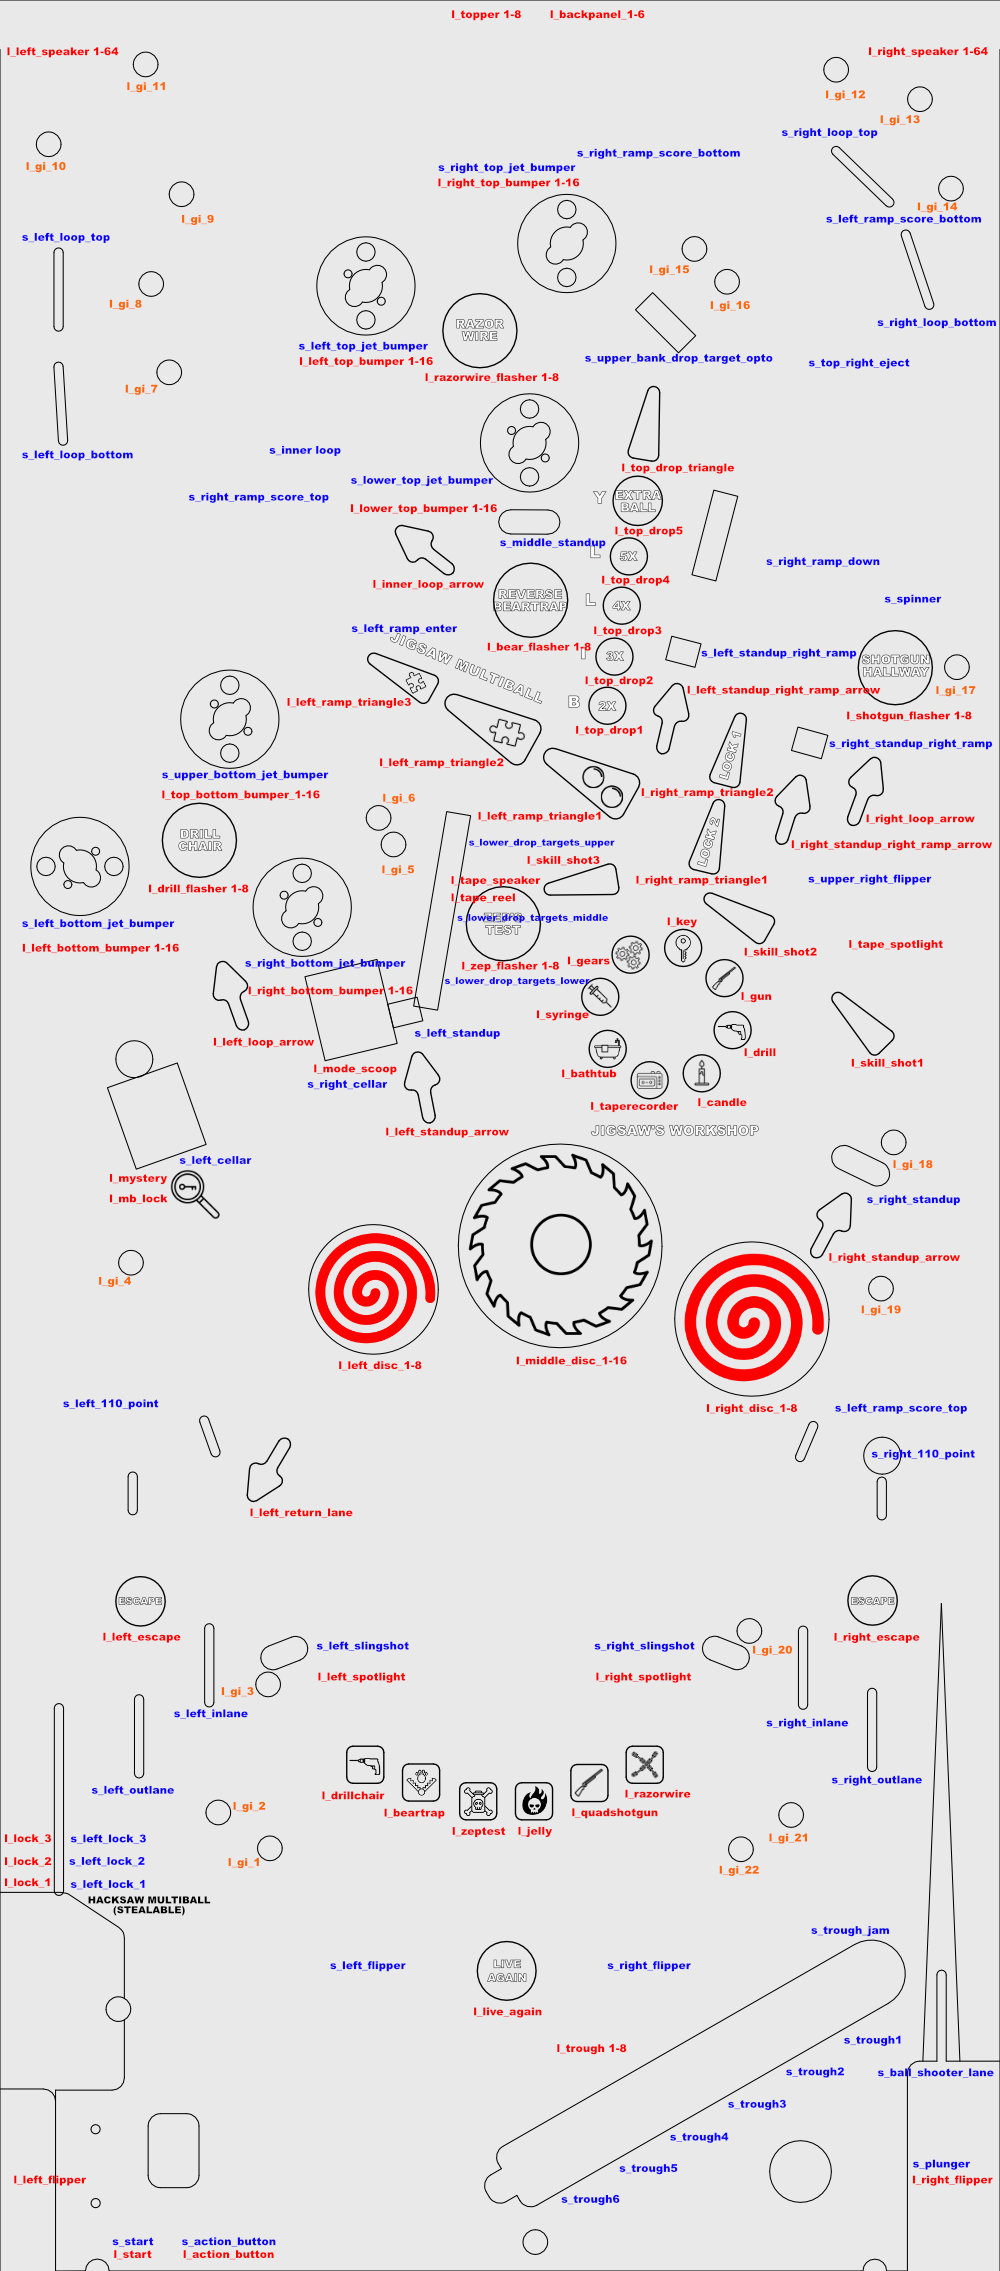 l_topper 1-8 l_backpanel_1-6
l_left_speaker 1-64
l_right_speaker 1-64
l_gi_11
l_gi_12
l_gi_13
s_right_loop_top
s_right_ramp_score_bottom
l_gi_10
s_right_top_jet_bumper
l_right_top_bumper 1-16
l_gi_14
l_gi_9
s_left_ramp_score_bottom
s_left_loop_top
l_gi_15
l_gi_8
l_gi_16
s_right_loop_bottom
RAZOR
WIRE
s_left_top_jet_bumper
l_left_top_bumper 1-16
s_upper_bank_drop_target_opto
s_top_right_eject
l_razorwire_flasher 1-8
l_gi_7
s_left_loop_bottom
s_inner loop
l_top_drop_triangle
s_lower_top_jet_bumper
s_right_ramp_score_top
Y
EXTRA
BALL
l_lower_top_bumper 1-16
l_top_drop5
s_middle_standup
L
5X
s_right_ramp_down
l_inner_loop_arrow
l_top_drop4
REVERSE
BEARTRAP
s_spinner
L
4X
s_left_ramp_enter
l_top_drop3
JIGSAW MULTIBALL
l_bear_flasher 1-8
I
3X
s_left_standup_right_ramp
SHOTGUN
HALLWAY
l_top_drop2
l_left_standup_right_ramp_arrow
l_gi_17
l_left_ramp_triangle3
B
2X
l_shotgun_flasher 1-8
l_top_drop1
LOCK 1
s_right_standup_right_ramp
l_left_ramp_triangle2
s_upper_bottom_jet_bumper
l_top_bottom_bumper_1-16
l_right_ramp_triangle2
l_gi_6
l_left_ramp_triangle1
l_right_loop_arrow
DRILL
CHAIR
LOCK 2
s_lower_drop_targets_upper
l_right_standup_right_ramp_arrow
l_skill_shot3
l_gi_5
l_tape_speaker
l_right_ramp_triangle1
s_upper_right_flipper
l_drill_flasher 1-8
l_tape_reel
s_lower_drop_targets_middle
TEST
s_left_bottom_jet_bumper
l_key
l_left_bottom_bumper 1-16
l_skill_shot2
l_tape_spotlight
s_right_bottom_jet_bumper
l_zep_flasher 1-8
l_gears
s_lower_drop_targets_lower
l_right_bottom_bumper 1-16
l_gun
l_syringe
s_left_standup
l_left_loop_arrow
l_drill
l_mode_scoop
l_skill_shot1
l_bathtub
s_right_cellar
l_taperecorder
l_candle
l_left_standup_arrow
JIGSAW'S WORKSHOP
s_left_cellar
l_gi_18
l_mystery
l_mb_lock
s_right_standup
l_right_standup_arrow
l_gi_4
l_gi_19
l_left_disc_1-8
l_middle_disc_1-16
s_left_110_point
l_right_disc_1-8
s_left_ramp_score_top
s_right_110_point
l_left_return_lane
ESCAPE
ESCAPE
l_left_escape
l_right_escape
s_left_slingshot
s_right_slingshot
l_gi_20
l_left_spotlight
l_right_spotlight
l_gi_3
s_left_inlane
s_right_inlane
s_left_outlane
s_right_outlane
l_drillchair
l_razorwire
l_beartrap
l_quadshotgun
l_zeptest
l_jelly
l_gi_2
l_gi_21
l_lock_3 s_left_lock_3
l_lock_2 s_left_lock_2
l_gi_1
l_gi_22
l_lock_1 s_left_lock_1
HACKSAW MULTIBALL
(STEALABLE)
s_trough_jam
s_left_flipper
LIVE
AGAIN
s_right_flipper
l_live_again
s_trough1
l_trough 1-8
s_trough2
s_ball_shooter_lane
s_trough3
s_trough4
s_plunger
s_trough5
l_left_flipper
l_right_flipper
s_trough6
s_start s_action_button
l_start l_action_button